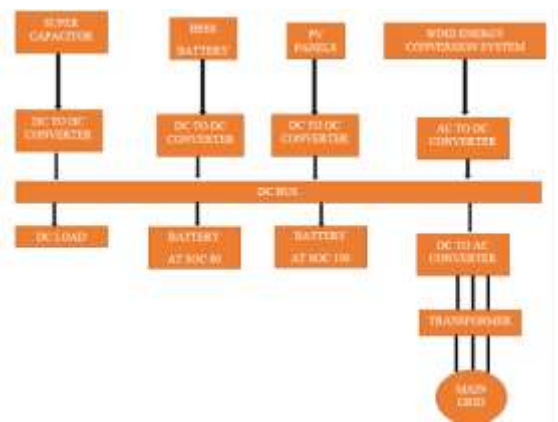 SUPER
CAPACITOR
BESS
BATTERY
PV
PANELS
WIND ENERGY
CONVERSION SYSTEM
DC TO DC
CONVERTER
DC TO DC
CONVERTER
DC TO DC
CONVERTER
AC TO DC
CONVERTER
DC BUS
DC LOAD
BATTERY
AT SOC 80
BATTERY
AT SOC 100
DC TO AC
CONVERTER
TRANSFORMER
MAIN
GRID